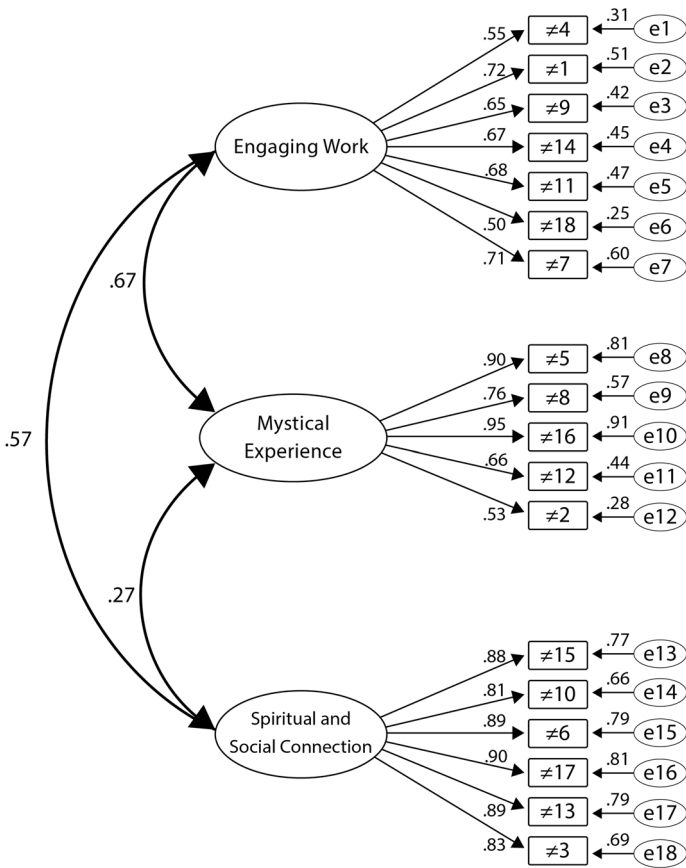 .55 ≠4 .31 e1
.72 ≠1 .51 e2
.65 ≠9 .42 e3
Engaging Work .67 ≠14 .45 e4
.68 ≠11 .47 e5
.50 ≠18 .25 e6
.71 ≠7 .60 e7
.67
.90 ≠5 .81 e8
.76 ≠8 .57 e9
Mystical
Experience
.95 ≠16 .91 e10
.66 ≠12 .44 e11
.53 ≠2 .28 e12
.57
.27
.88 ≠15 .77 e13
.81 ≠10 .66 e14
Spiritual and
Social Connection
.89 ≠6 .79 e15
.90 ≠17 .81 e16
.89 ≠13 .79 e17
.83 ≠3 .69 e18